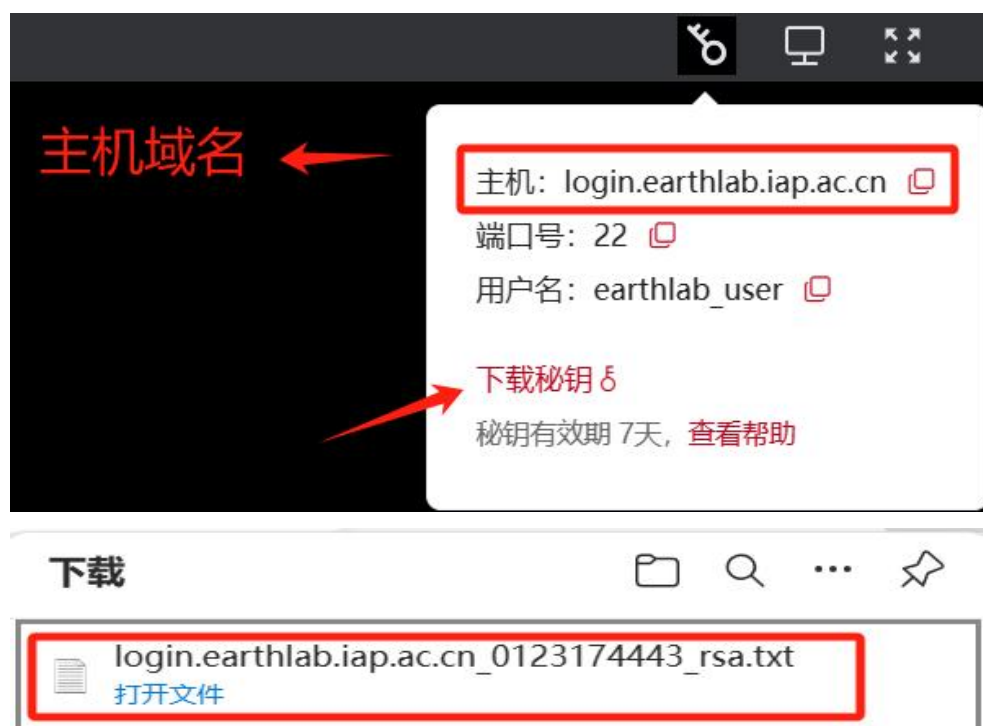 主机域名
主机：login.earthlab.iap.ac.cn
端口号：22
用户名：earthlab_user
下载秘钥
秘钥有效期 7天，查看帮助
下载
login.earthlab.iap.ac.cn_0123174443_rsa.txt
打开文件